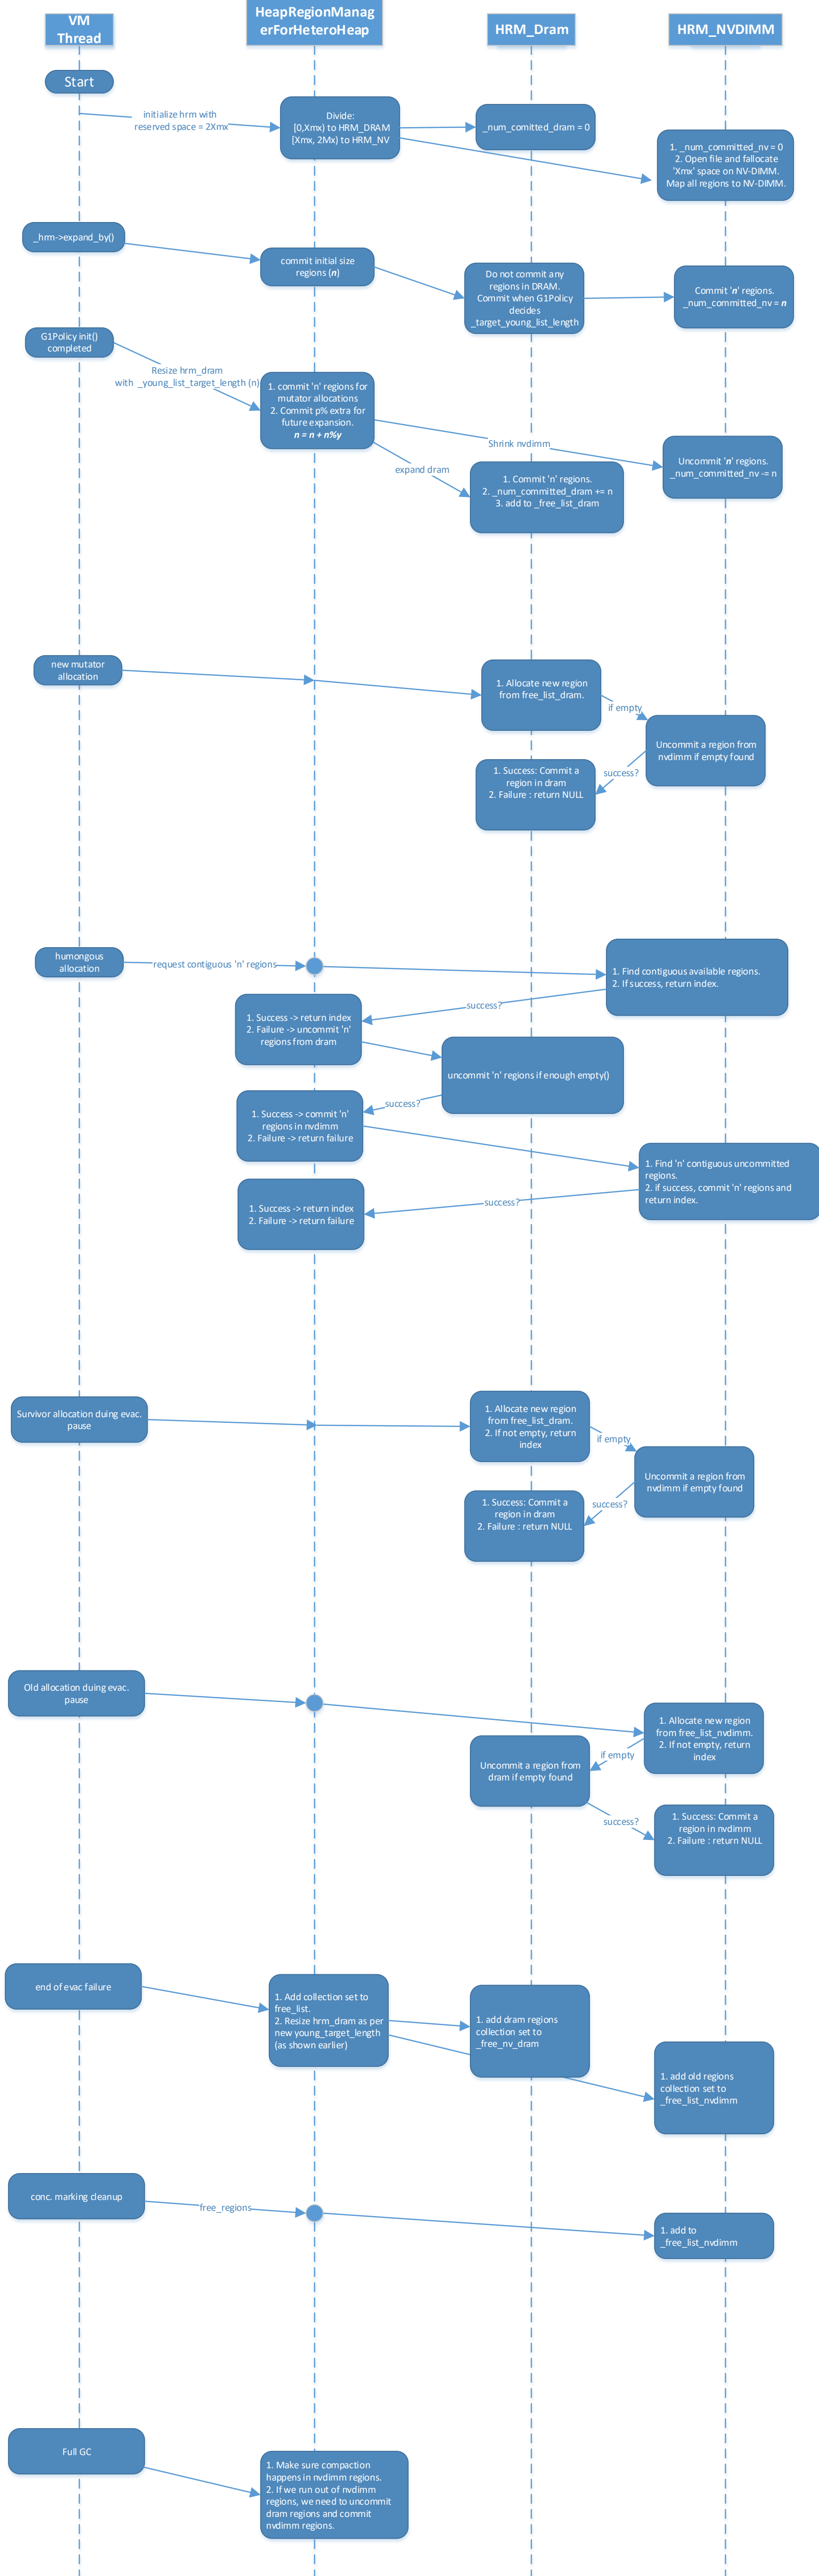 VM
Thread
HeapRegionManag
erForHeteroHeap
HRM_Dram
HRM_NVDIMM
Start
initialize hrm with
reserved space = 2Xmx
Divide:
[0,Xmx) to HRM_DRAM
[Xmx, 2Mx) to HRM_NV
_num_comitted_dram = 0
1. _num_committed_nv = 0
2. Open file and fallocate
'Xmx' space on NV-DIMM.
Map all regions to NV-DIMM.
_hrm->expand_by()
commit initial size
regions (n)
Do not commit any
regions in DRAM.
Commit when G1Policy
decides
_target_young_list_length
Commit 'n' regions.
_num_committed_nv = n
G1Policy init()
completed
Resize hrm_dram
with _young_list_target_length (n)
1. commit 'n' regions for
mutator allocations
2. Commit p% extra for
future expansion.
n = n + n%y
Shrink nvdimm
Uncommit 'n' regions.
_num_committed_nv -= n
expand dram
1. Commit 'n' regions.
2. _num_committed_dram += n
3. add to _free_list_dram
new mutator
allocation
1. Allocate new region
from free_list_dram.
if empty
Uncommit a region from
nvdimm if empty found
success?
1. Success: Commit a
region in dram
2. Failure : return NULL
humongous
allocation
request contiguous 'n' regions
1. Find contiguous available regions.
2. If success, return index.
success?
1. Success -> return index
2. Failure -> uncommit 'n'
regions from dram
uncommit 'n' regions if enough empty()
success?
1. Success -> commit 'n'
regions in nvdimm
2. Failure -> return failure
1. Find 'n' contiguous uncommitted
regions.
2. if success, commit 'n' regions and
return index.
success?
1. Success -> return index
2. Failure -> return failure
Survivor allocation duing evac.
pause
1. Allocate new region
from free_list_dram.
2. If not empty, return
index
if empty
Uncommit a region from
nvdimm if empty found
success?
1. Success: Commit a
region in dram
2. Failure : return NULL
Old allocation duing evac.
pause
1. Allocate new region
from free_list_nvdimm.
2. If not empty, return
index
if empty
Uncommit a region from
dram if empty found
success?
1. Success: Commit a
region in nvdimm
2. Failure : return NULL
end of evac failure
1. Add collection set to
free_list.
2. Resize hrm_dram as per
new young_target_length
(as shown earlier)
1. add dram regions
collection set to
_free_nv_dram
1. add old regions
collection set to
_free_list_nvdimm
conc. marking cleanup
free_regions
1. add to
_free_list_nvdimm
Full GC
1. Make sure compaction
happens in nvdimm regions.
2. If we run out of nvdimm
regions, we need to uncommit
dram regions and commit
nvdimm regions.